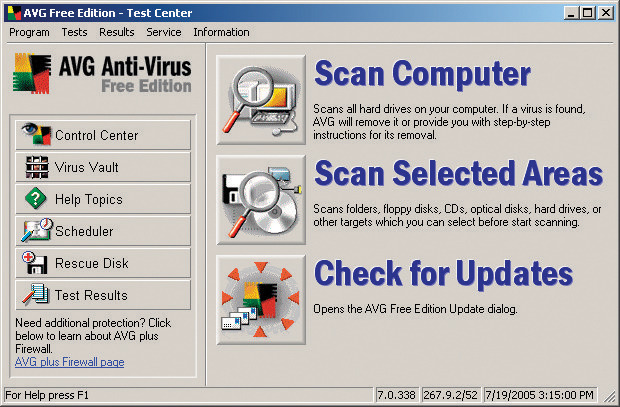 AVG Free Edition - Test Center
Program Tests Results Service Information
AVG Anti-Virus
Free Edition
Control Center
Virus Vault
Help Topics
Scheduler
Rescue Disk
Test Results
Need additional protection? Click
below to learn about AVG plus
Firewall.
AVG plus Firewall page
Scan Computer
Scans all hard drives on your computer. If a virus is found,
AVG will remove it or provide you with step-by-step
instructions for its removal.
Scan Selected Areas
Scans folders, floppy disks, CDs, optical disks, hard drives, or
other targets which you can select before start scanning.
Check for Updates
Opens the AVG Free Edition Update dialog.
For Help press F1 7.0.338 267.9.2/52 7/19/2005 3:15:00 PM